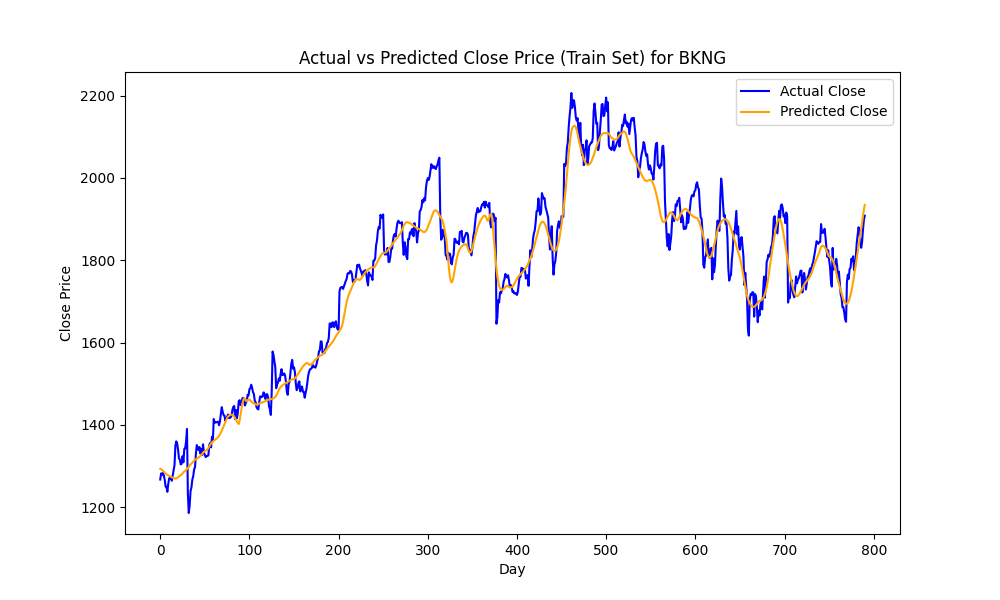 Actual vs Predicted Close Price (Train Set) for BKNG
Actual Close
Predicted Close
Close Price
2200
2000
1800
1600
1400
1200
0 100 200 300 400 500 600 700 800
Day